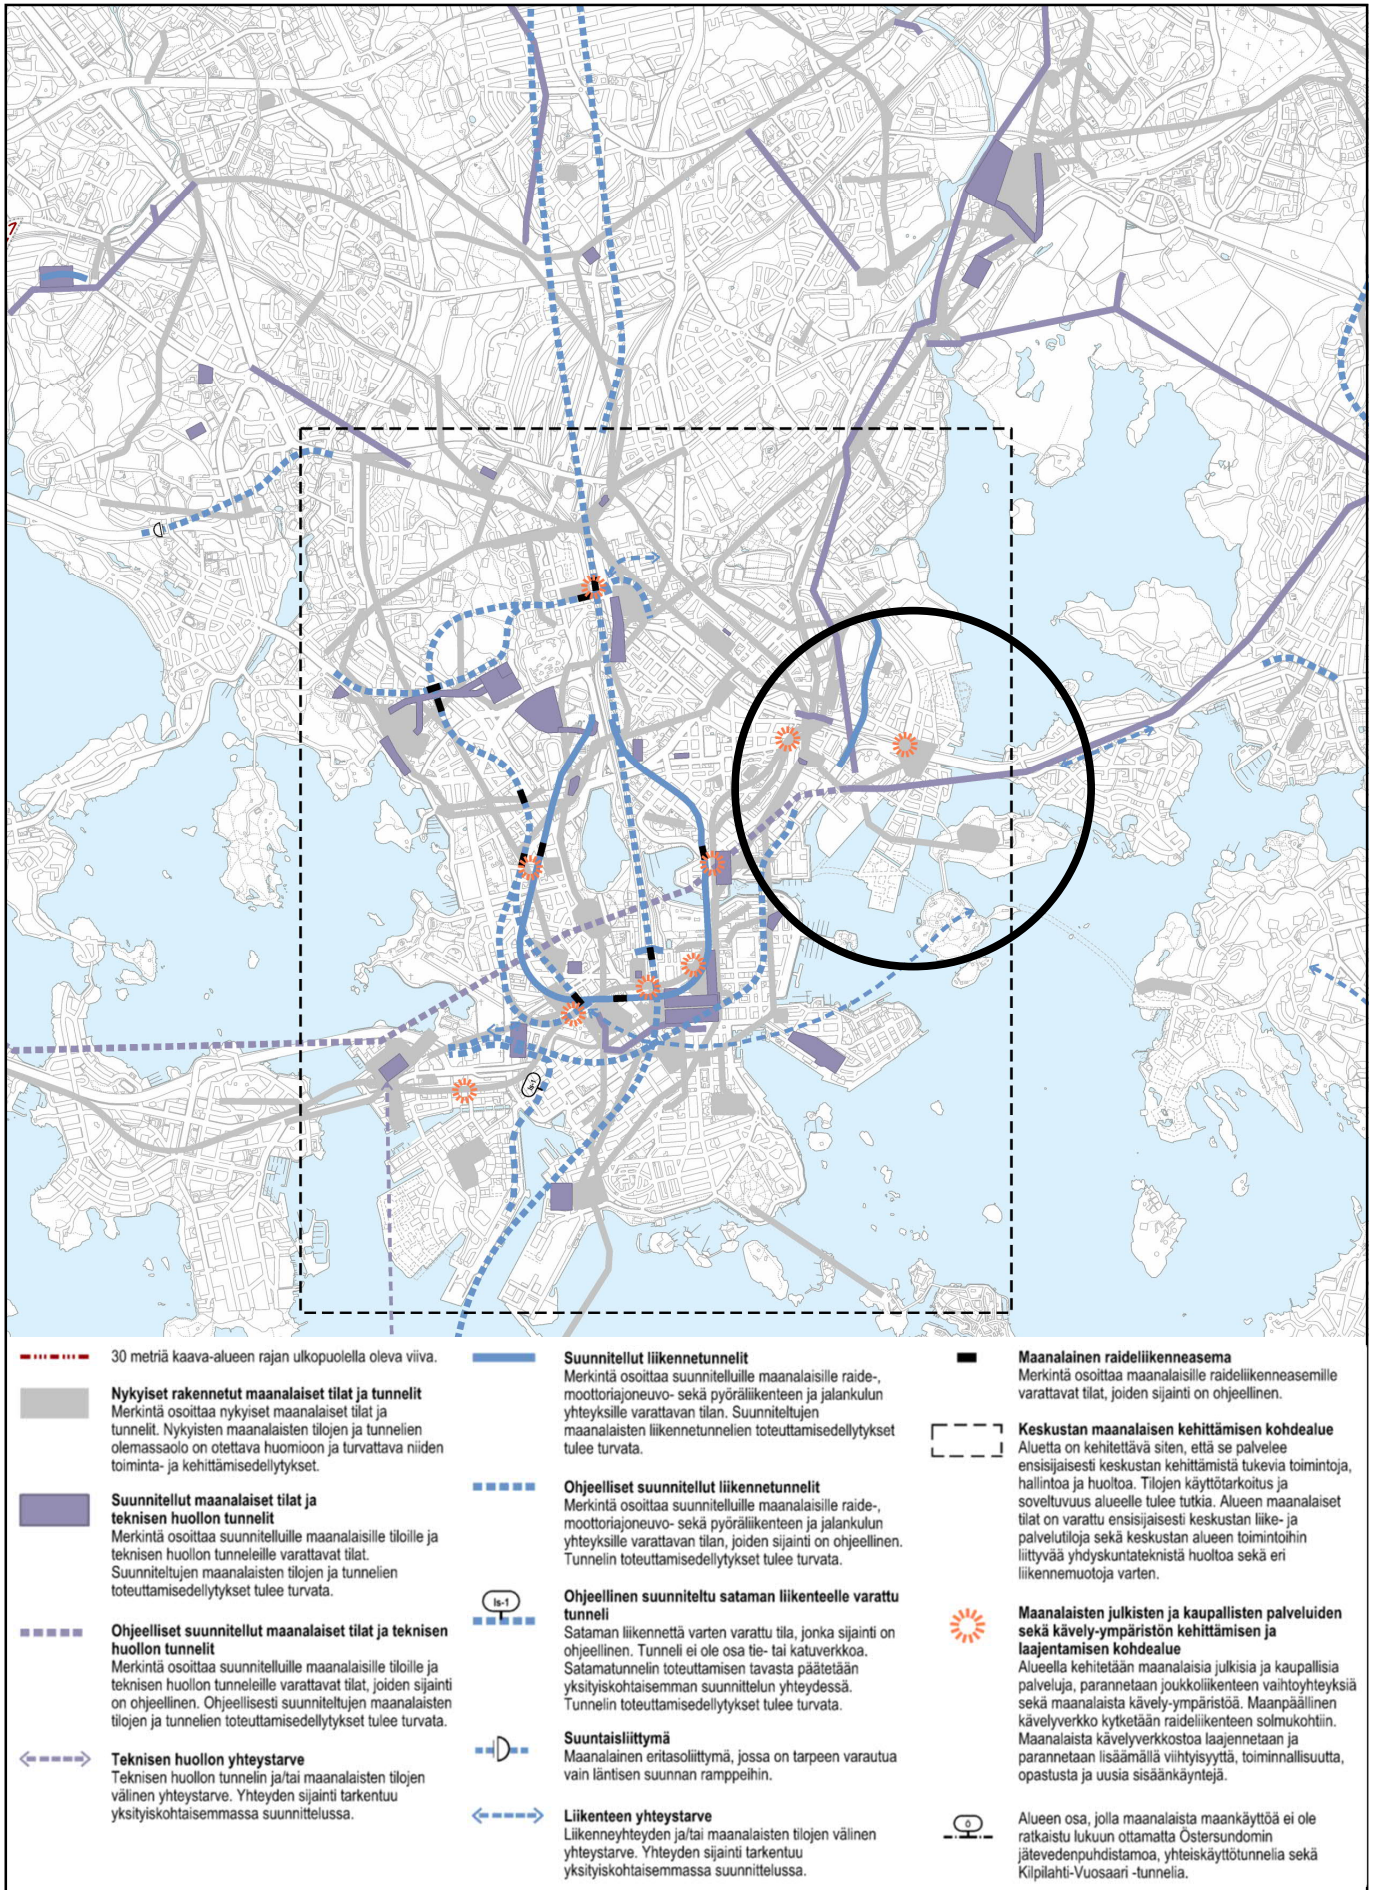 30 metriä kaava-alueen rajan ulkopuolella oleva viiva.
Nykyiset rakennetut maanalaiset tilat ja tunnelit
Merkintä osoittaa nykyiset maanalaiset tilat ja
tunnelit. Nykyisten maanalaisten tilojen ja tunnelien
olemassaolo on otettava huomioon ja turvattava niiden
toiminta- ja kehittämisedellytykset.
Suunnitellut maanalaiset tilat ja
teknisen huollon tunnelit
Merkintä osoittaa suunnitelluille maanalaisille tiloille ja
teknisen huollon tunneleille varattavat tilat.
Suunniteltujen maanalaisten tilojen ja tunnelien
toteuttamisedellytykset tulee turvata.
Ohjeelliset suunnitellut maanalaiset tilat ja teknisen
huollon tunnelit
Merkintä osoittaa suunnitelluille maanalaisille tiloille ja
teknisen huollon tunneleille varattavat tilat, joiden sijainti
on ohjeellinen. Ohjeellisesti suunniteltujen maanalaisten
tilojen ja tunnelien toteuttamisedellytykset tulee turvata.
Teknisen huollon yhteystarve
Teknisen huollon tunnelin ja/tai maanalaisten tilojen
välinen yhteystarve. Yhteyden sijainti tarkentuu
yksityiskohtaisemmassa suunnittelussa.
Suunnitellut liikennetunnelit
Merkintä osoittaa suunnitelluille maanalaisille raide-,
moottoriajoneuvo- sekä pyöräliikenteen ja jalankulun
yhteyksille varattavan tilan. Suunniteltujen
maanalaisten liikennetunnelien toteuttamisedellytykset
tulee turvata.
Ohjeelliset suunnitellut liikennetunnelit
Merkintä osoittaa suunnitelluille maanalaisille raide-,
moottoriajoneuvo- sekä pyöräliikenteen ja jalankulun
yhteyksille varattavan tilan, joiden sijainti on ohjeellinen.
Tunnelin toteuttamisedellytykset tulee turvata.
ls-1
Ohjeellinen suunniteltu sataman liikenteelle varattu
tunneli
Sataman liikennettä varten varattu tila, jonka sijainti on
ohjeellinen. Tunneli ei ole osa tie- tai katuverkkoa.
Satamatunnelin toteuttamisen tavasta päätetään
yksityiskohtaisemman suunnittelun yhteydessä.
Tunnelin toteuttamisedellytykset tulee turvata.
Suuntaisliittymä
Maanalainen eritasoliittymä, jossa on tarpeen varautua
vain läntisen suunnan ramppeihin.
Liikenteen yhteystarve
Liikenneyhteyden ja/tai maanalaisten tilojen välinen
yhteystarve. Yhteyden sijainti tarkentuu
yksityiskohtaisemmassa suunnittelussa.
Maanalainen raideliikenneasema
Merkintä osoittaa maanalaisille raideliikenneasemille
varattavat tilat, joiden sijainti on ohjeellinen.
Keskustan maanalaisen kehittämisen kohdealue
Aluetta on kehitettävä siten, että se palvelee
ensisijaisesti keskustan kehittämistä tukevia toimintoja,
hallintoa ja huoltoa. Tilojen käyttötarkoitus ja
soveltuvuus alueelle tulee tutkia. Alueen maanalaiset
tilat on varattu ensisijaisesti keskustan liike- ja
palvelutiloja sekä keskustan alueen toimintoihin
liittyvää yhdyskuntateknistä huoltoa sekä eri
liikennemuotoja varten.
Maanalaisten julkisten ja kaupallisten palveluiden
sekä kävely-ympäristön kehittämisen ja
laajentamisen kohdealue
Alueella kehitetään maanalaisia julkisia ja kaupallisia
palveluja, parannetaan joukkoliikenteen vaihtoyhteyksiä
sekä maanalaista kävely-ympäristöä. Maanpäällinen
kävelyverkko kytketään raideliikenteen solmukohtiin.
Maanalaista kävelyverkostoa laajennetaan ja
parannetaan lisäämällä viihtyisyyttä, toiminnallisuutta,
opastusta ja uusia sisäänkäyntejä.
0
Alueen osa, jolla maanalaista maankäyttöä ei ole
ratkaistu lukuun ottamatta Östersundomin
jätevedenpuhdistamoa, yhteiskäyttötunnelia sekä
Kilpilahti-Vuosaari -tunnelia.
ls-1